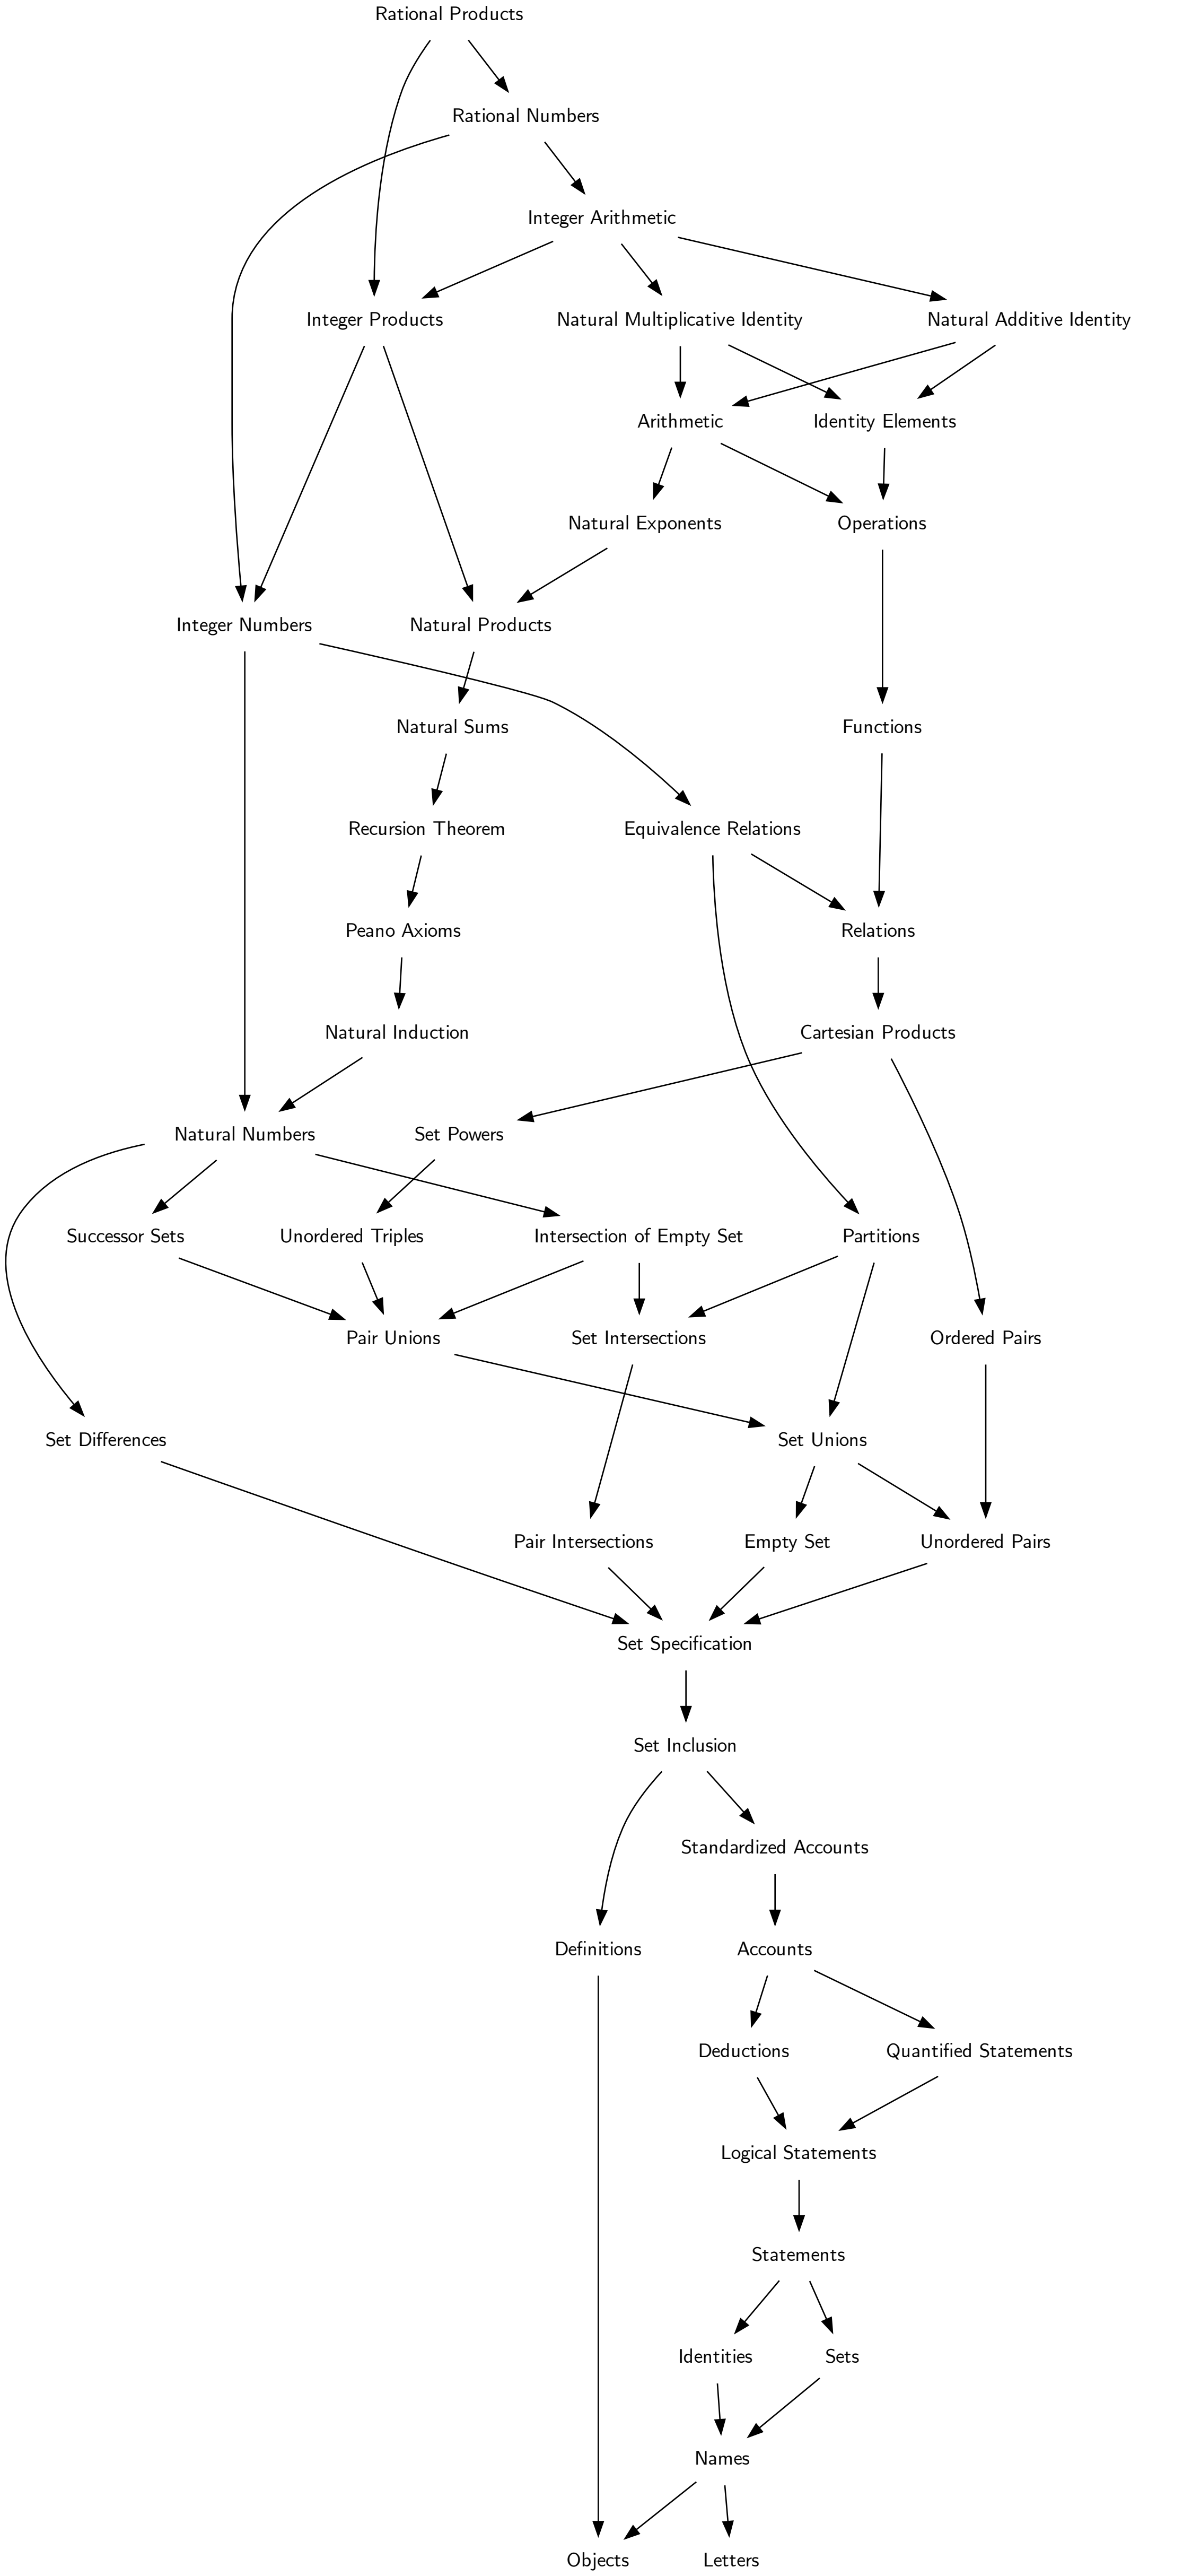 Rational Products
Rational Numbers
Integer Arithmetic
Integer Products
Natural Multiplicative Identity
Natural Additive Identity
Arithmetic
Identity Elements
Natural Exponents
Operations
Integer Numbers
Natural Products
Natural Sums
Functions
Recursion Theorem
Equivalence Relations
Peano Axioms
Relations
Natural Induction
Cartesian Products
Natural Numbers
Set Powers
Successor Sets
Unordered Triples
Intersection of Empty Set
Partitions
Pair Unions
Set Intersections
Ordered Pairs
Set Differences
Set Unions
Pair Intersections
Empty Set
Unordered Pairs
Set Specification
Set Inclusion
Standardized Accounts
Definitions
Accounts
Deductions
Quantified Statements
Logical Statements
Statements
Identities
Sets
Names
Objects
Letters